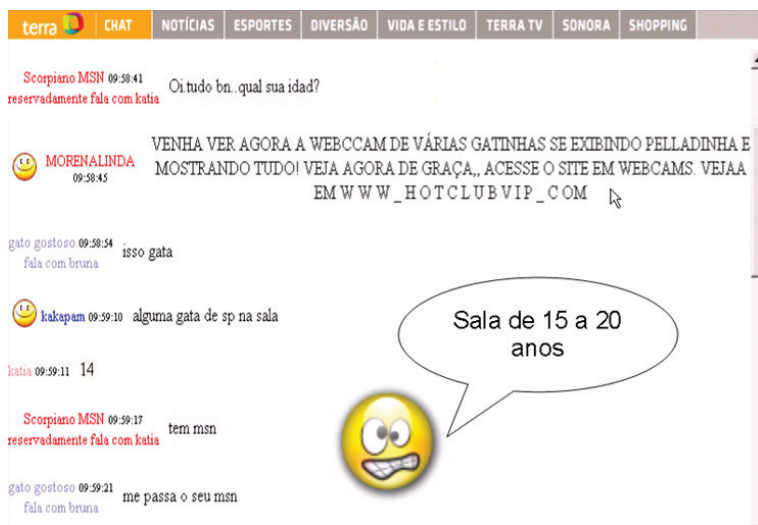 terra CHAT NOTÍCIAS ESPORTES DIVERSÃO VIDA E ESTILO TERRA TV SONORA SHOPPING
Scorpiano MSN 09:58:41
reservadamente fala com katia
Oi.tudo bn..qual sua idad?
MORENALINDA
09:58:45
VENHA VER AGORA A WEBCCAM DE VÁRIAS GATINHAS SE EXIBINDO PELLADINHA E
MOSTRANDO TUDO! VEJA AGORA DE GRAÇA,, ACESSE O SITE EM WEBCAMS. VEJAA
EM W W W _ H O T C L U B V I P _ C O M
gato gostoso 09:58:54
fala com bruna
isso gata
kakapam 09:59:10 alguma gata de sp na sala
Sala de 15 a 20
anos
katia 09:59:11 14
Scorpiano MSN 09:59:17
reservadamente fala com katia
tem msn
gato gostoso 09:59:21
fala com bruna
me passa o seu msn